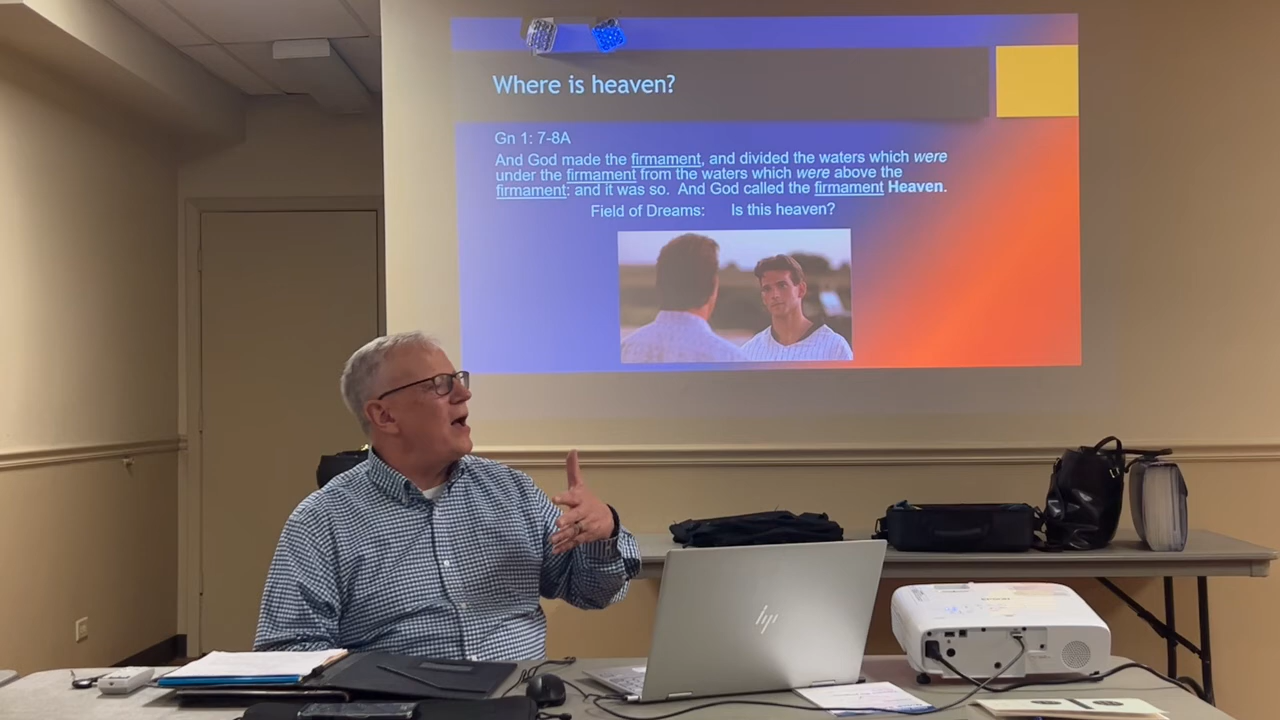 Where is heaven?
Gn 1: 7-8A
And God made the firmament, and divided the waters which were
under the firmament from the waters which were above the
firmament: and it was so.  And God called the firmament Heaven.
Field of Dreams: Is this heaven?
hp